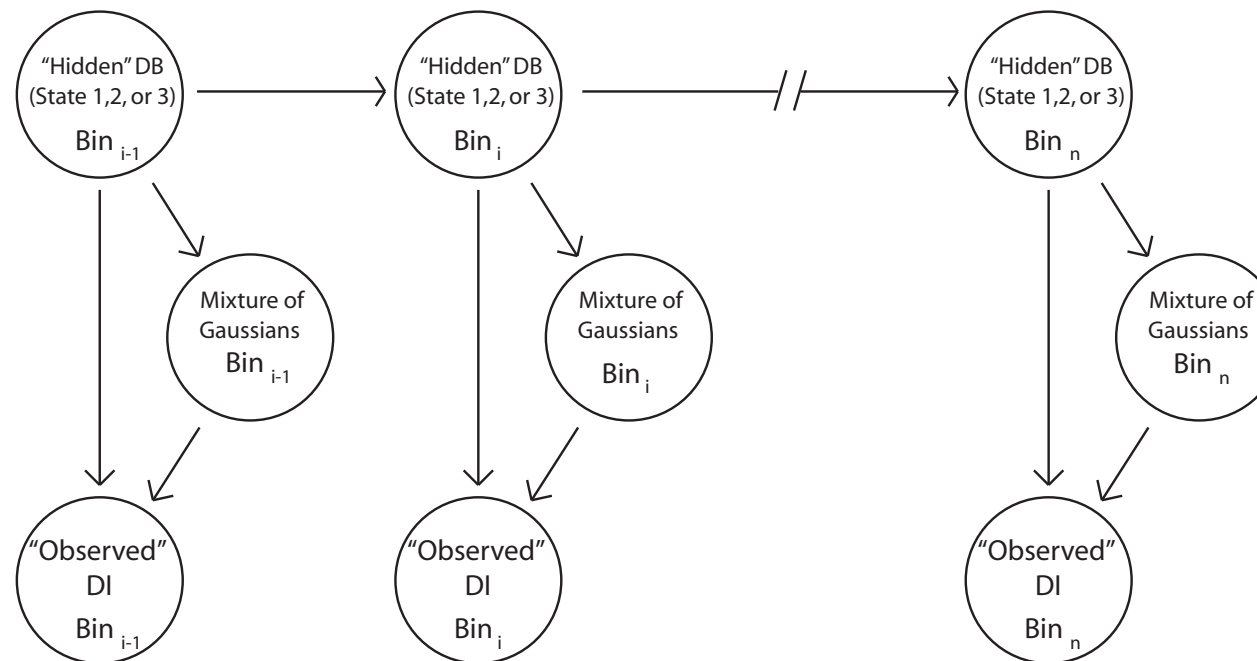 “Hidden” DB
(State 1,2, or 3)
Bin i-1
“Hidden” DB
(State 1,2, or 3)
Bin i
“Hidden” DB
(State 1,2, or 3)
Bin n
Mixture of
Gaussians
Bin i-1
Mixture of
Gaussians
Bin i
Mixture of
Gaussians
Bin n
“Observed”
DI
Bin i-1
“Observed”
DI
Bin i
“Observed”
DI
Bin n